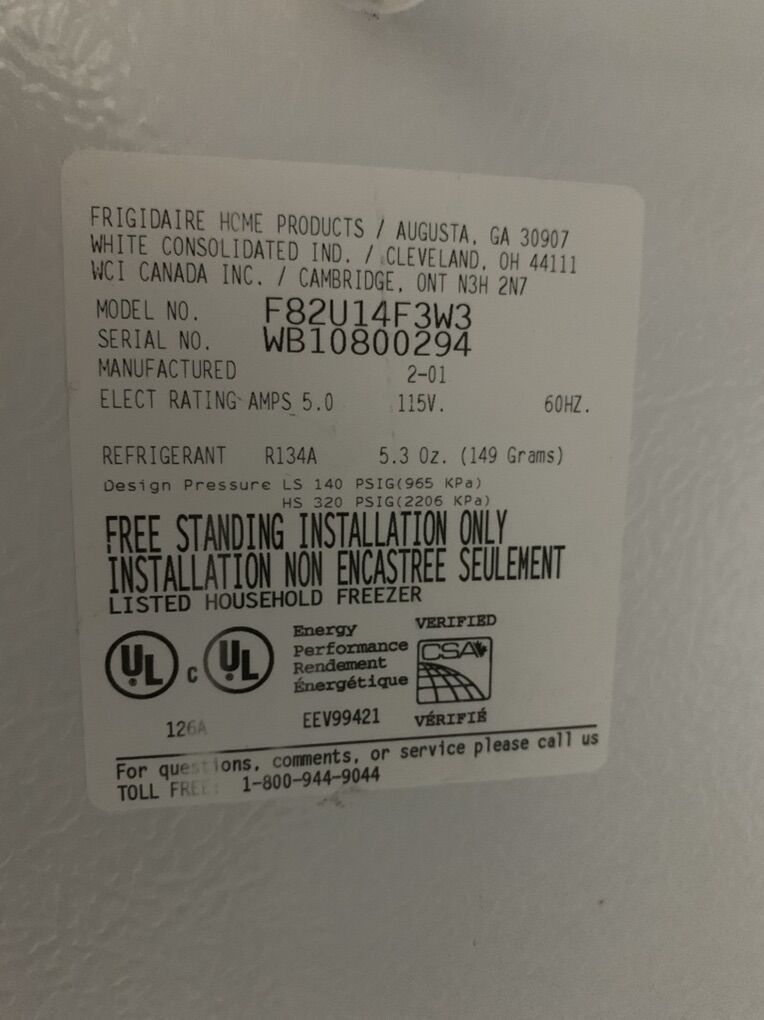 FRIGIDAIRE HOME PRODUCTS / AUGUSTA, GA 30907
WHITE CONSOLIDATED IND. / CLEVELAND, OH 44111
WCI CANADA INC. / CAMBRIDGE, ONT N3H 2N7
MODEL NO. F82U14F3W3
SERIAL NO. WB10800294
MANUFACTURED 2-01
ELECT RATING AMPS 5.0 115V. 60HZ.
REFRIGERANT R134A 5.3 Oz. (149 Grams)
Design Pressure LS 140 PSIG(965 KPa)
HS 320 PSIG(2206 KPa)
FREE STANDING INSTALLATION ONLY
INSTALLATION NON ENCASTREE SEULEMENT
LISTED HOUSEHOLD FREEZER
UL ® c UL ®
126A
Energy
Performance
Rendement
Énergétique
EEV99421
VERIFIED
CSA
VÉRIFIÉ
For questions, comments, or service please call us
TOLL FREE: 1-800-944-9044